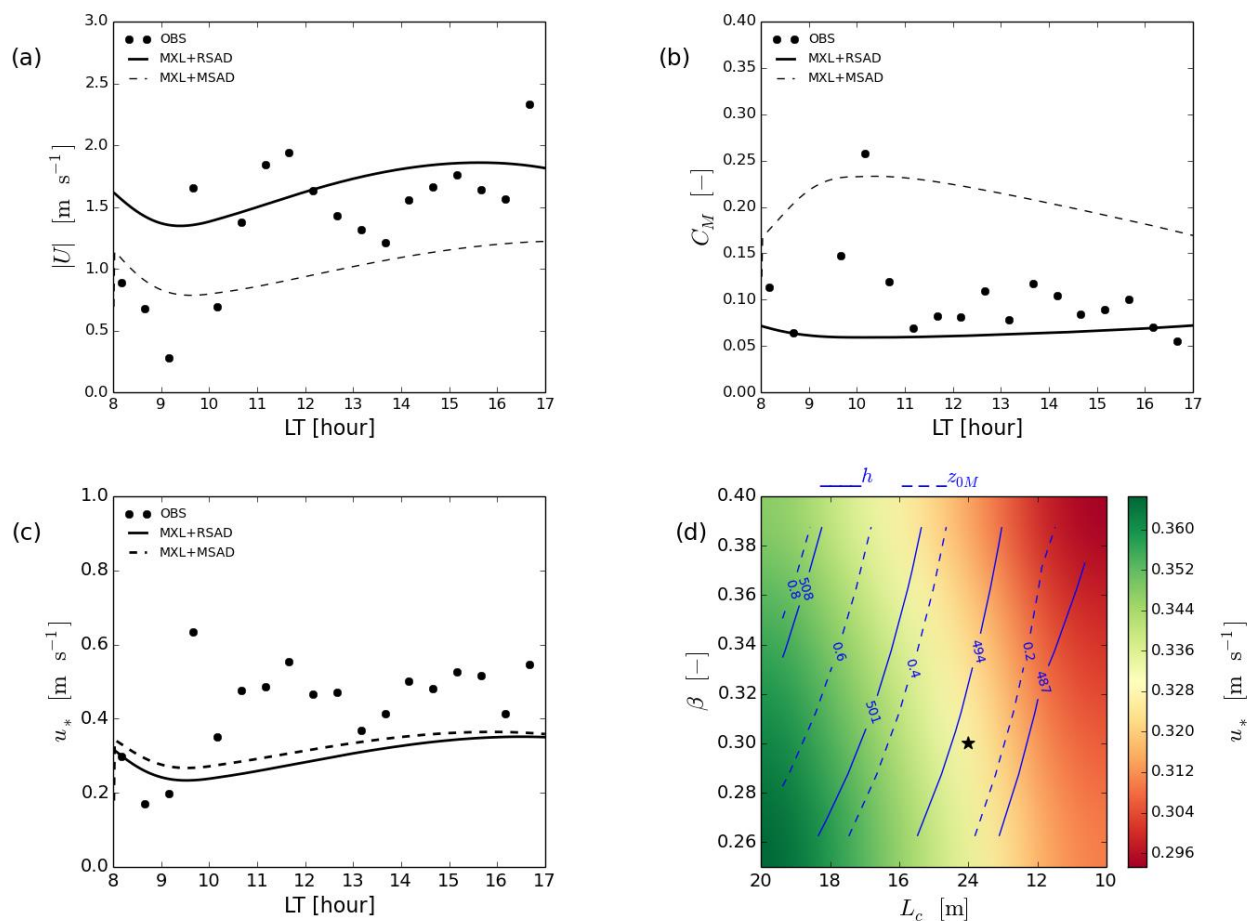 (a)
3.0
2.5
2.0
1.5
1.0
0.5
0.0
|U| [m s⁻¹]
OBS
MXL+RSAD
MXL+MSAD
8 9 10 11 12 13 14 15 16 17
LT [hour]
(b)
0.40
0.35
0.30
0.25
0.20
0.15
0.10
0.05
0.00
C_M [−]
OBS
MXL+RSAD
MXL+MSAD
8 9 10 11 12 13 14 15 16 17
LT [hour]
(c)
1.0
0.8
0.6
0.4
0.2
0.0
u_* [m s⁻¹]
OBS
MXL+RSAD
MXL+MSAD
8 9 10 11 12 13 14 15 16 17
LT [hour]
(d)
h z_{0M}
0.40
0.38
0.36
0.34
0.32
0.30
0.28
0.26
β [−]
0.8
508
0.6
501
0.4
494
0.2
487
20 18 16 24 12 10
L_c [m]
0.360
0.352
0.344
0.336
0.328
0.320
0.312
0.304
0.296
u_* [m s⁻¹]